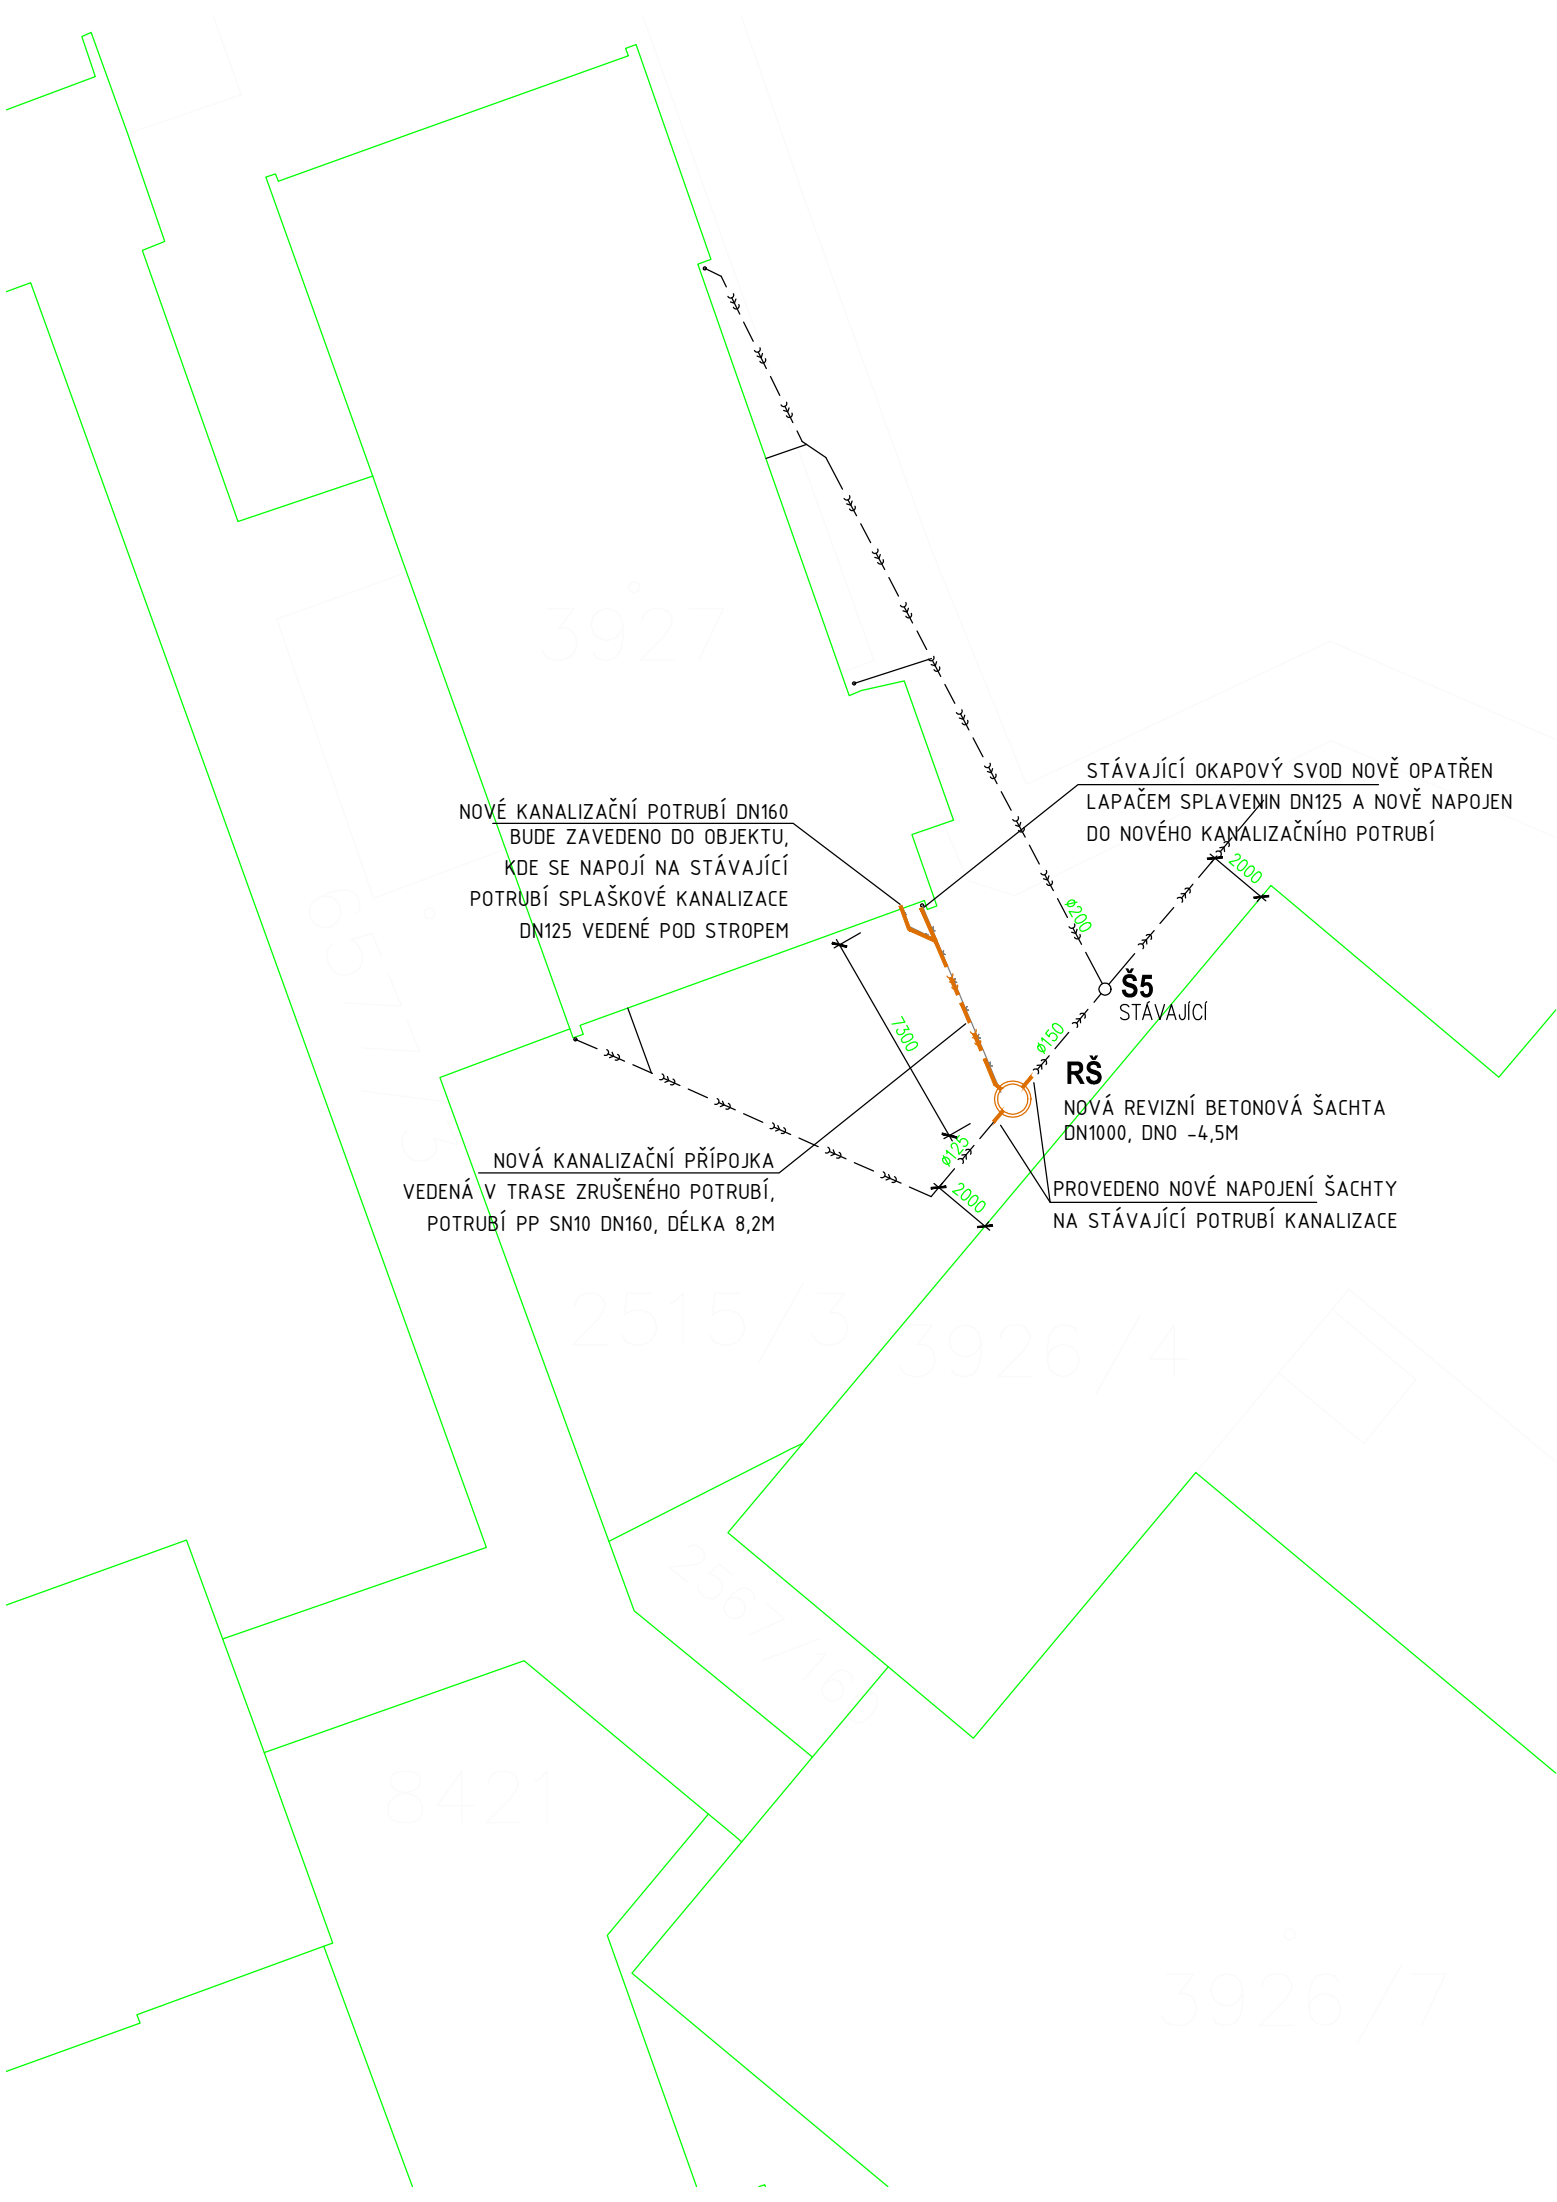 3927
STÁVAJÍCÍ OKAPOVÝ SVOD NOVĚ OPATŘEN
LAPAČEM SPLAVENIN DN125 A NOVĚ NAPOJEN
DO NOVÉHO KANALIZAČNÍHO POTRUBÍ
NOVÉ KANALIZAČNÍ POTRUBÍ DN160
BUDE ZAVEDENO DO OBJEKTU,
KDE SE NAPOJÍ NA STÁVAJÍCÍ
POTRUBÍ SPLAŠKOVÉ KANALIZACE
DN125 VEDENÉ POD STROPEM
2000
ø200
Š5
STÁVAJÍCÍ
7300
ø150
RŠ
NOVÁ REVIZNÍ BETONOVÁ ŠACHTA
DN1000, DNO -4,5M
ø125
NOVÁ KANALIZAČNÍ PŘÍPOJKA
VEDENÁ V TRASE ZRUŠENÉHO POTRUBÍ,
POTRUBÍ PP SN10 DN160, DÉLKA 8,2M
2000
PROVEDENO NOVÉ NAPOJENÍ ŠACHTY
NA STÁVAJÍCÍ POTRUBÍ KANALIZACE
2515/3
3926/4
8421
3926/7